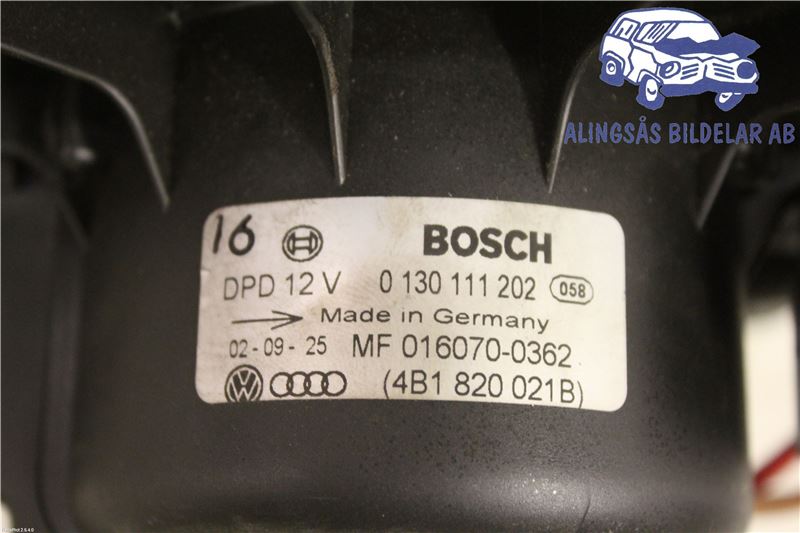 ALINGSÅS BILDELAR AB
16 BOSCH
DPD 12 V 0 130 111 202 058
Made in Germany
02-09-25 MF 016070-0362
(4B1 820 021B)